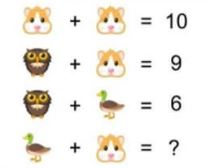 + = 10
+ = 9
+ = 6
+ = ?